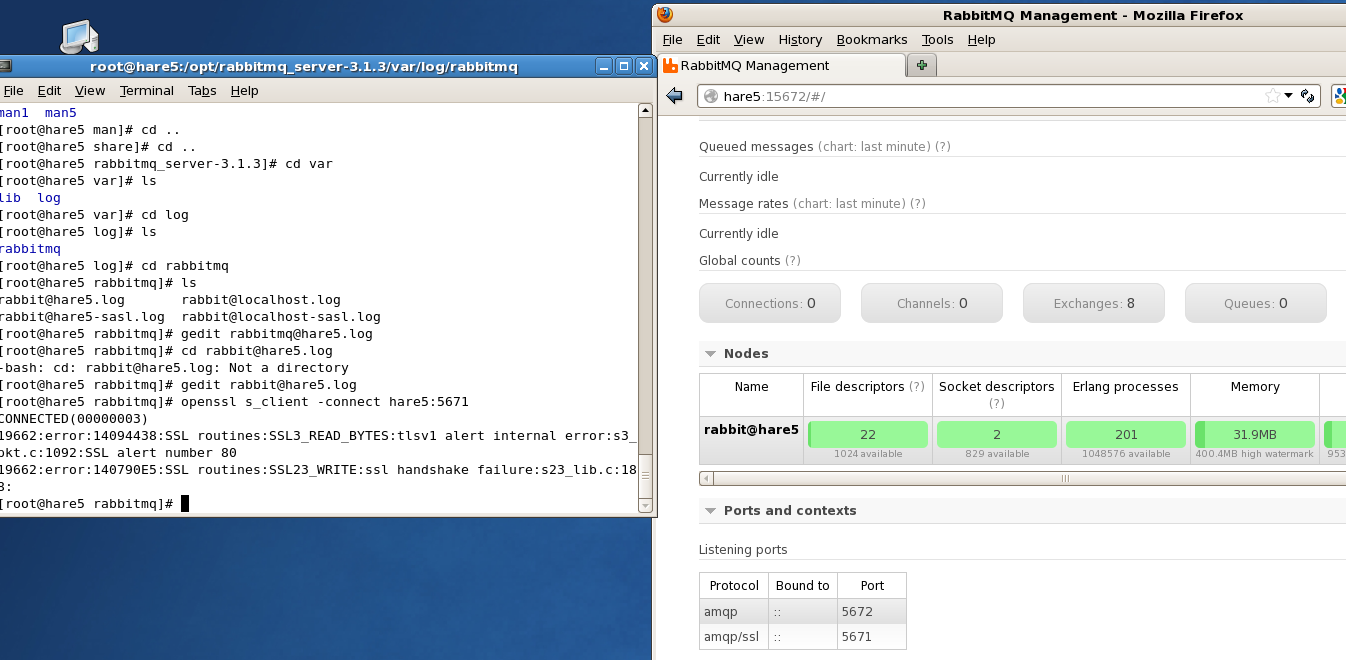 root@hare5:/opt/rabbitmq_server-3.1.3/var/log/rabbitmq
File Edit View Terminal Tabs Help
man1  man5
[root@hare5 man]# cd ..
[root@hare5 share]# cd ..
[root@hare5 rabbitmq_server-3.1.3]# cd var
[root@hare5 var]# ls
lib  log
[root@hare5 var]# cd log
[root@hare5 log]# ls
rabbitmq
[root@hare5 log]# cd rabbitmq
[root@hare5 rabbitmq]# ls
rabbit@hare5.log       rabbit@localhost.log
rabbit@hare5-sasl.log  rabbit@localhost-sasl.log
[root@hare5 rabbitmq]# gedit rabbitmq@hare5.log
[root@hare5 rabbitmq]# cd rabbit@hare5.log
-bash: cd: rabbit@hare5.log: Not a directory
[root@hare5 rabbitmq]# gedit rabbit@hare5.log
[root@hare5 rabbitmq]# openssl s_client -connect hare5:5671
CONNECTED(00000003)
19662:error:14094438:SSL routines:SSL3_READ_BYTES:tlsv1 alert internal error:s3_
pkt.c:1092:SSL alert number 80
19662:error:140790E5:SSL routines:SSL23_WRITE:ssl handshake failure:s23_lib.c:18
8:
[root@hare5 rabbitmq]#
RabbitMQ Management - Mozilla Firefox
File Edit View History Bookmarks Tools Help
RabbitMQ Management
hare5:15672/#/
Queued messages (chart: last minute) (?)
Currently idle
Message rates (chart: last minute) (?)
Currently idle
Global counts (?)
Connections: 0 Channels: 0 Exchanges: 8 Queues: 0
Nodes
Name File descriptors (?) Socket descriptors (?) Erlang processes Memory
rabbit@hare5 22 2 201 31.9MB
1024 available 829 available 1048576 available 400.4MB high watermark 953
Ports and contexts
Listening ports
Protocol Bound to Port
amqp :: 5672
amqp/ssl :: 5671